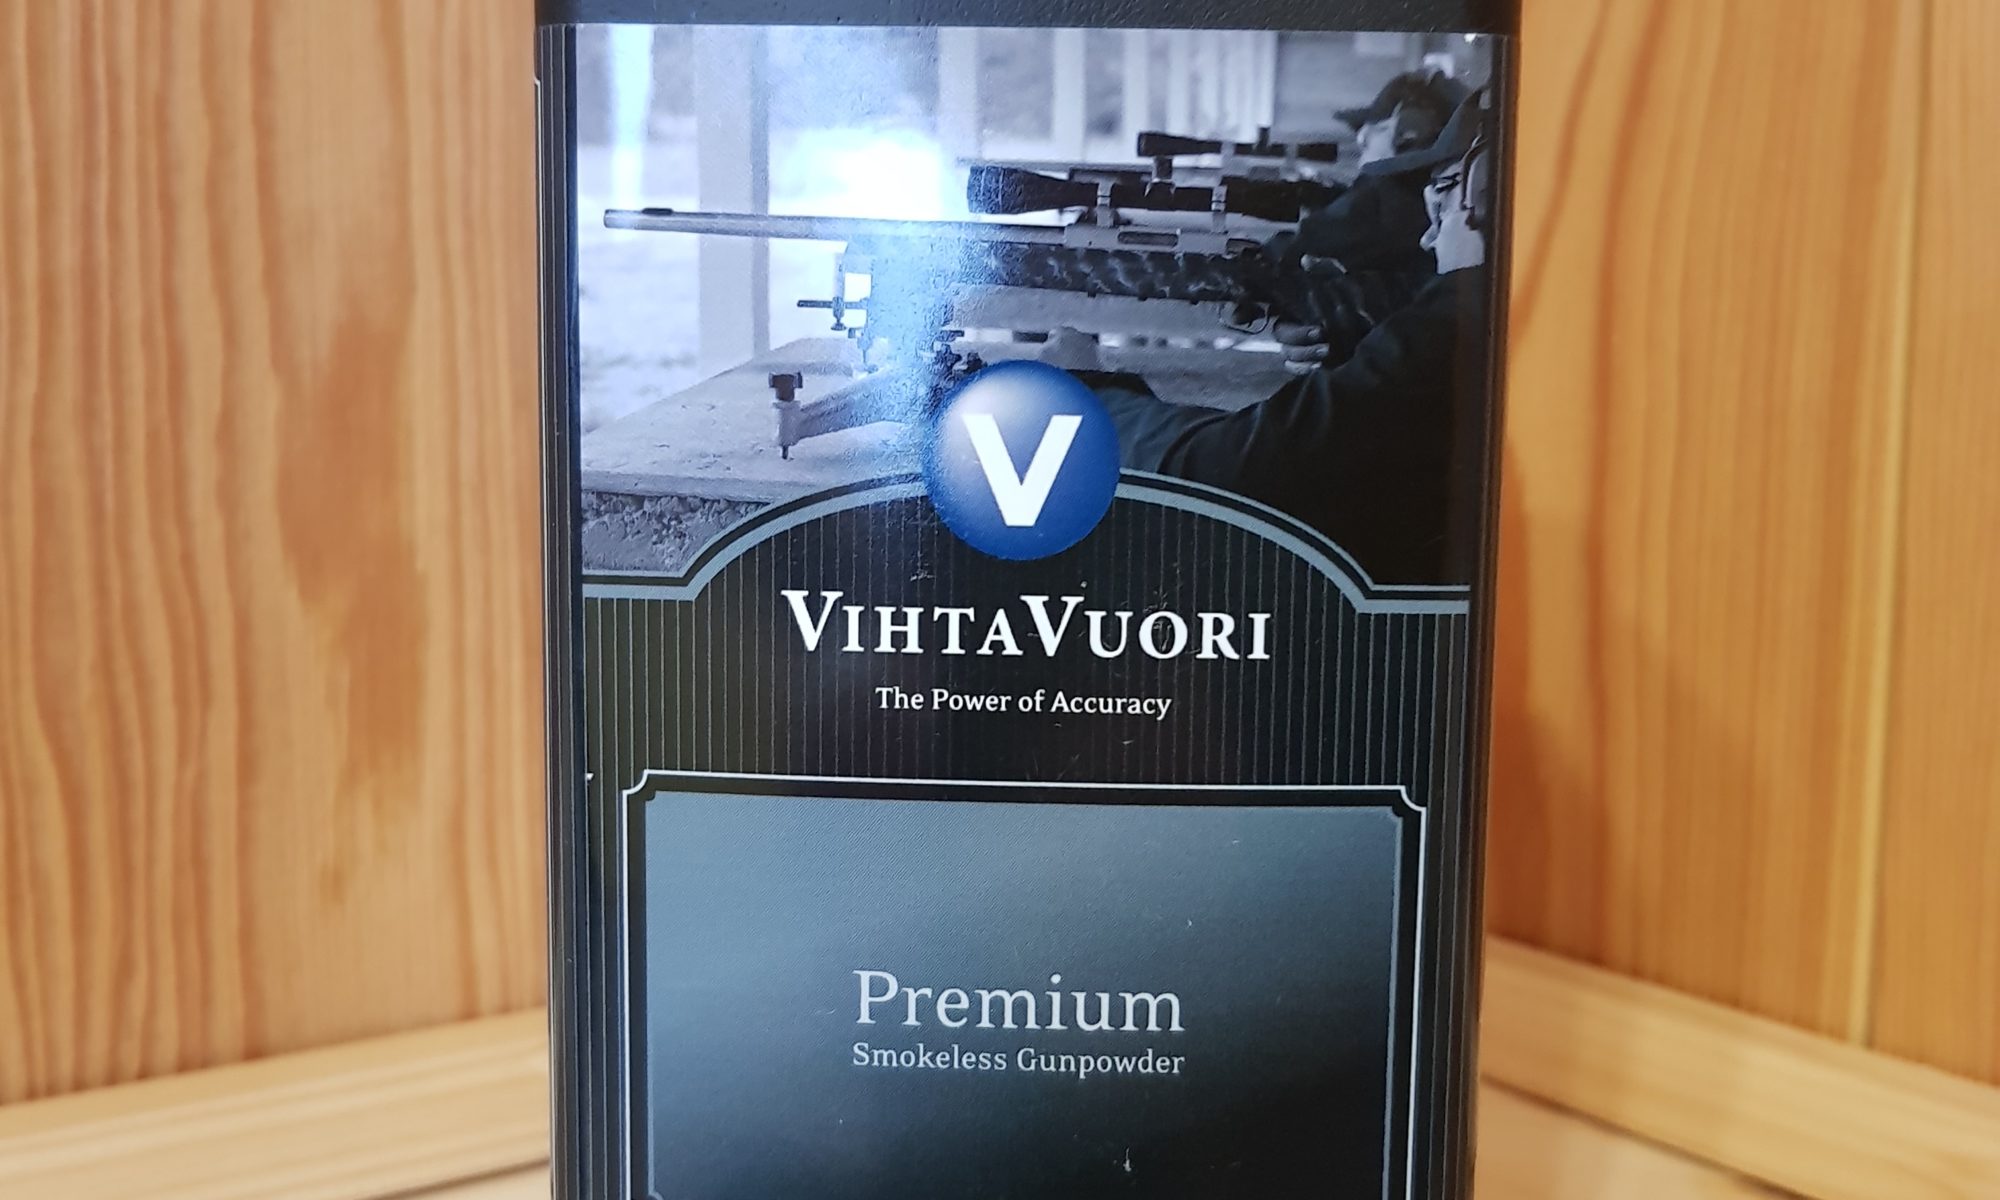 V
VIHTAVUORI
The Power of Accuracy
Premium
Smokeless Gunpowder